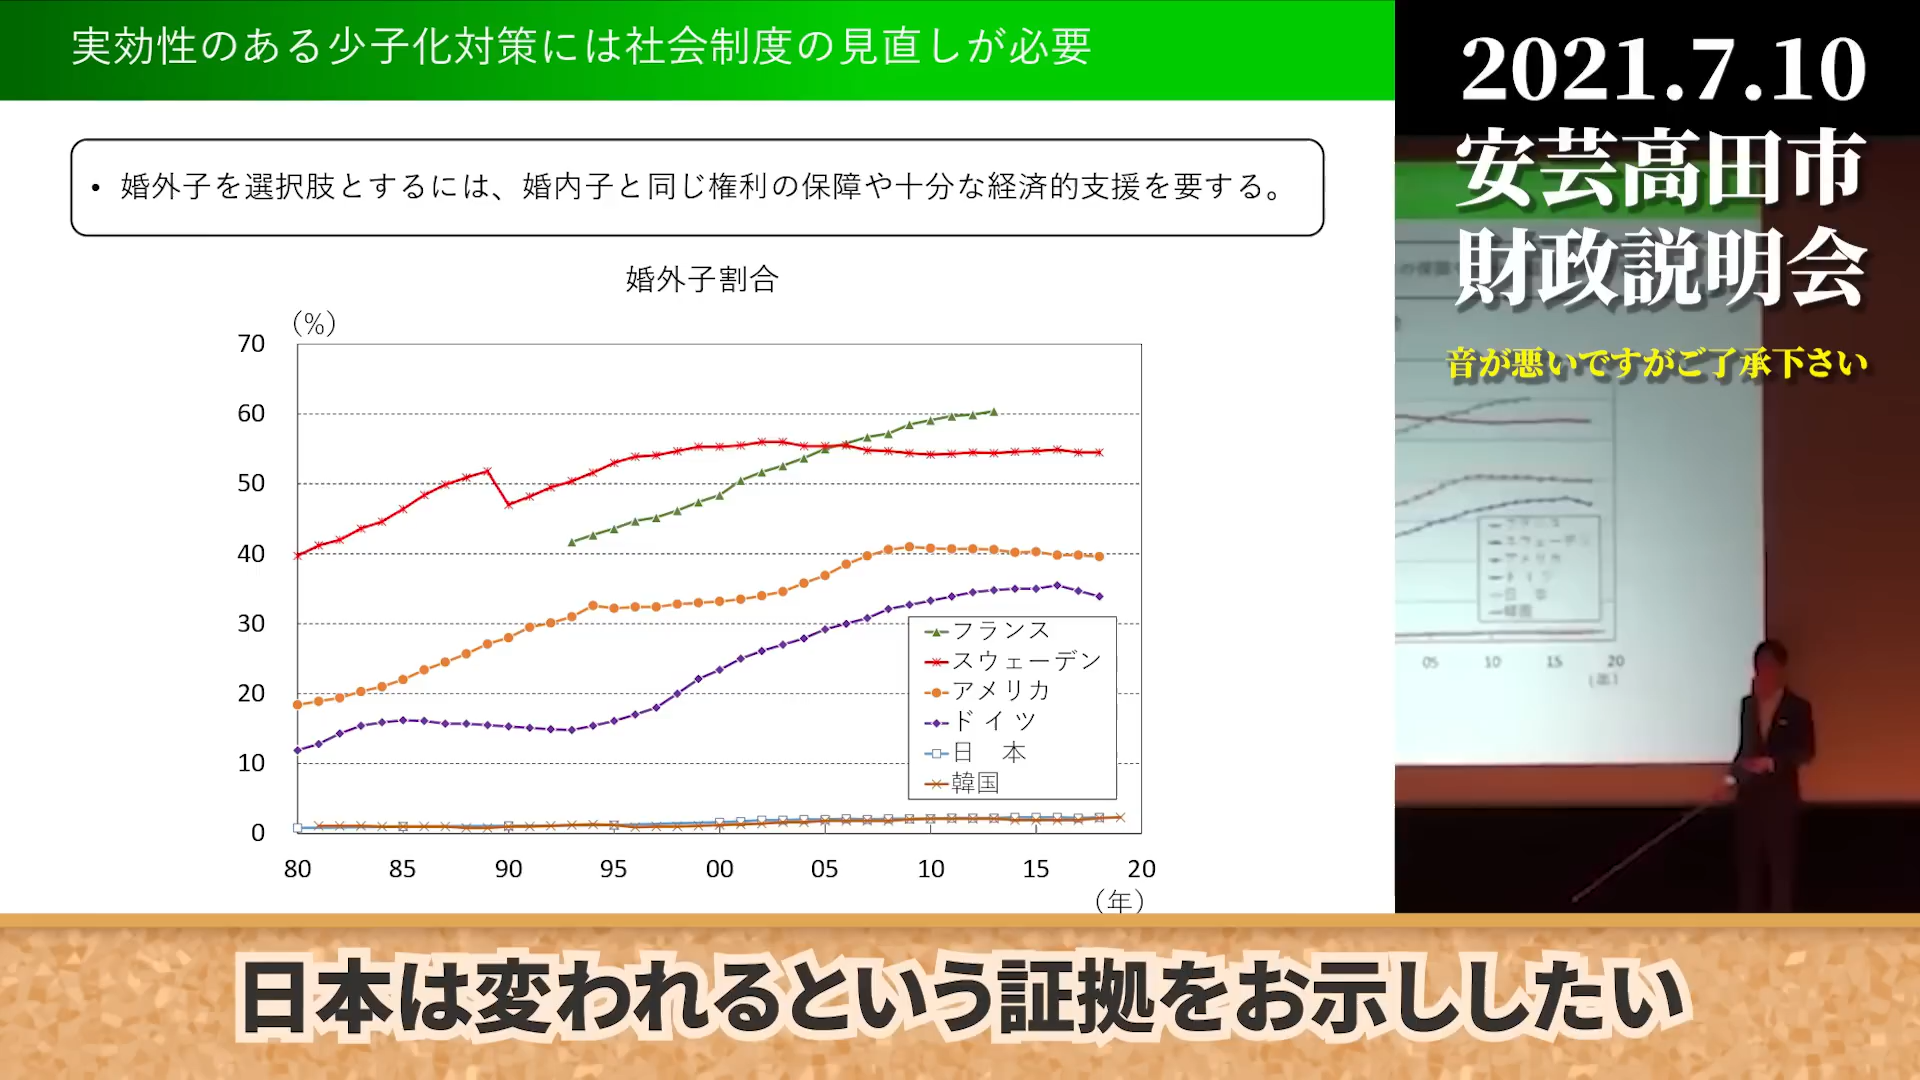 実効性のある少子化対策には社会制度の見直しが必要
• 婚外子を選択肢とするには、婚内子と同じ権利の保障や十分な経済的支援を要する。
婚外子割合
(%)
70
60
50
40
30
20
10
0
80 85 90 95 00 05 10 15 20
(年)
フランス
スウェーデン
アメリカ
ドイツ
日 本
韓国
2021.7.10
安芸高田市
財政説明会
音が悪いですがご了承下さい
05 10 15 20
(年)
日本は変われるという証拠をお示ししたい